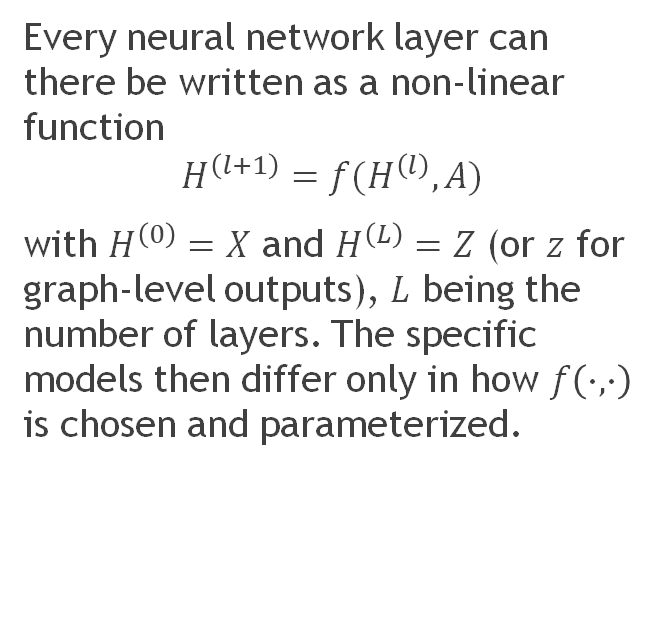 Every neural network layer can
there be written as a non-linear
function
H^(l+1) = f(H^(l), A)
with H^(0) = X and H^(L) = Z (or z for
graph-level outputs), L being the
number of layers. The specific
models then differ only in how f(·,·)
is chosen and parameterized.